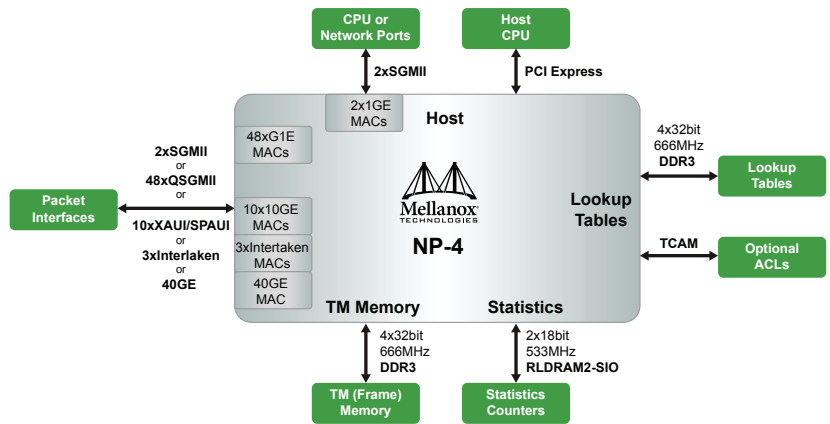 CPU or
Network Ports
Host
CPU
2xSGMII
PCI Express
2x1GE
MACs
Host
48xG1E
MACs
4x32bit
666MHz
DDR3
2xSGMII
or
48xQSGMII
or
Packet
Interfaces
10xXAUI/SPAUI
or
3xInterlaken
or
40GE
10x10GE
MACs
3xIntertaken
MACs
40GE
MAC
Mellanox
TECHNOLOGIES
NP-4
Lookup
Tables
Lookup
Tables
TCAM
Optional
ACLs
TM Memory
Statistics
4x32bit
666MHz
DDR3
2x18bit
533MHz
RLDRAM2-SIO
TM (Frame)
Memory
Statistics
Counters